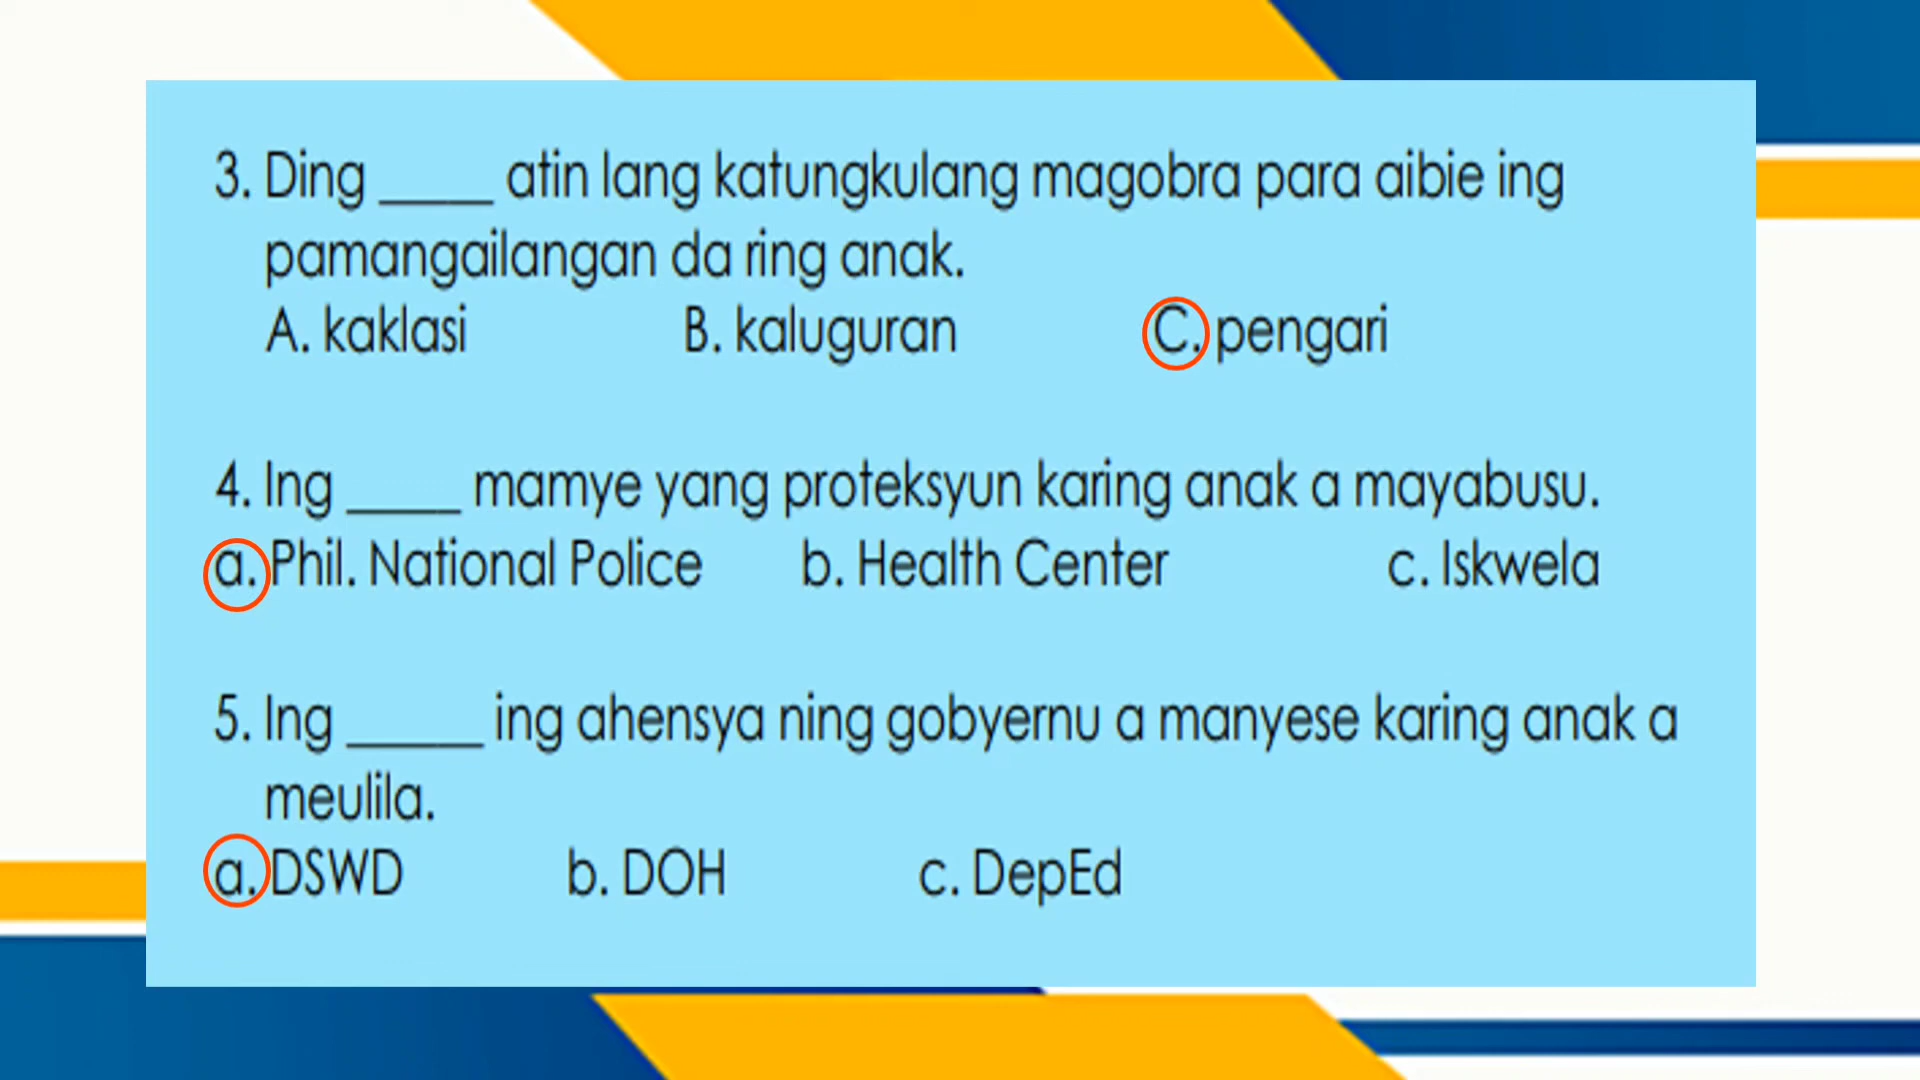 3. Ding _____ atin lang katungkulang magobra para aibie ing
pamangailangan da ring anak.
A. kaklasi B. kaluguran C. pengari
4. Ing _____ mamye yang proteksyun karing anak a mayabusu.
a. Phil. National Police b. Health Center c. Iskwela
5. Ing ______ ing ahensya ning gobyernu a manyese karing anak a
meulila.
a. DSWD b. DOH c. DepEd